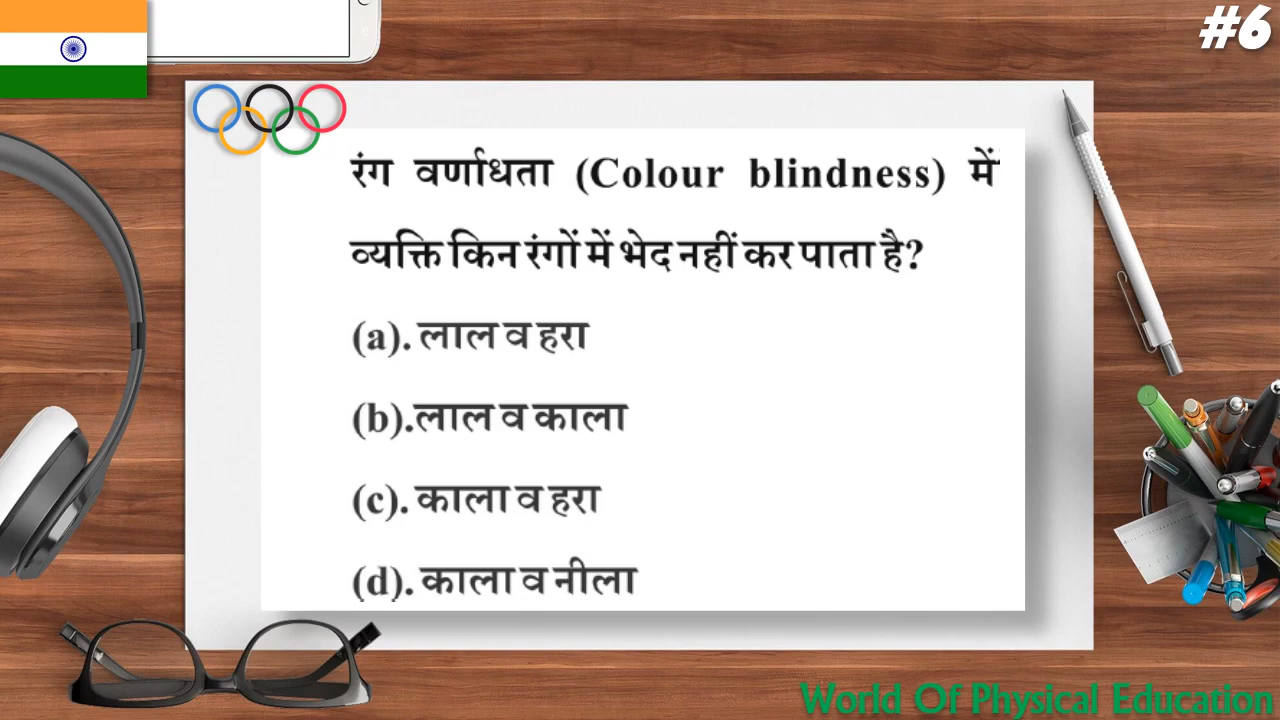 #6
रंग वर्णाधता (Colour blindness) में
व्यक्ति किन रंगों में भेद नहीं कर पाता है?
(a). लाल व हरा
(b).लाल व काला
(c). काला व हरा
(d). काला व नीला
World Of Physical Education